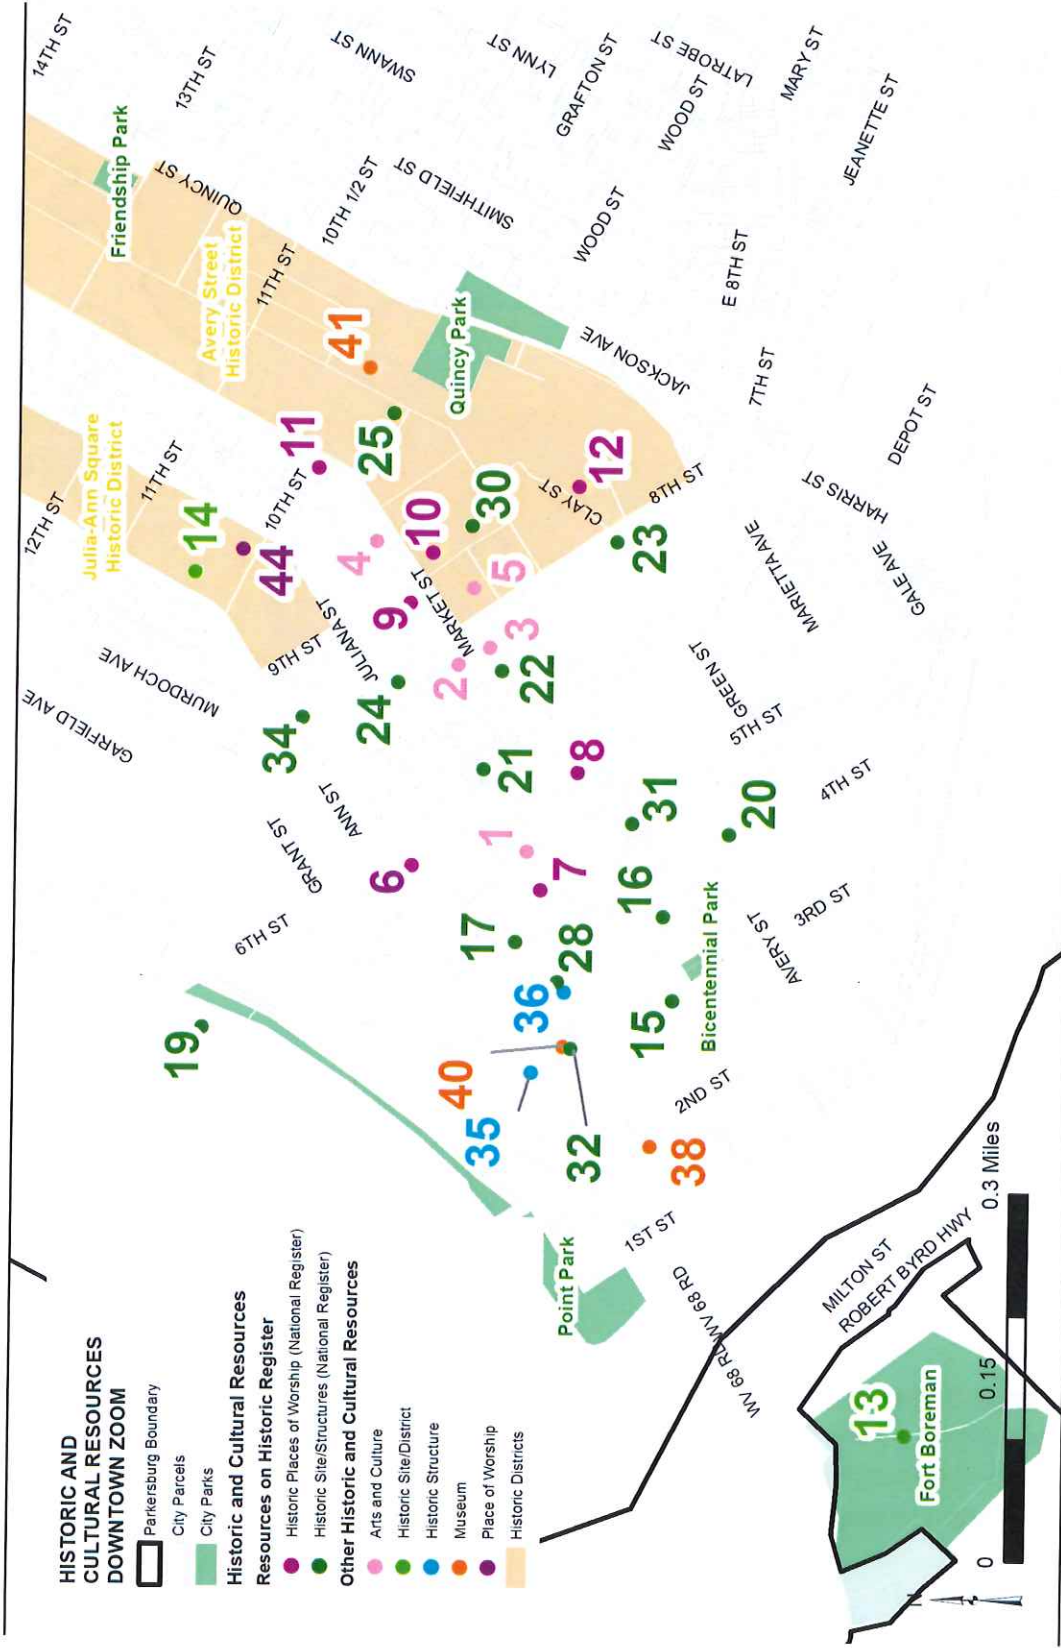 HISTORIC AND
CULTURAL RESOURCES
DOWNTOWN ZOOM
Parkersburg Boundary
City Parcels
City Parks
Historic and Cultural Resources
Resources on Historic Register
Historic Places of Worship (National Register)
Historic Site/Structures (National Register)
Other Historic and Cultural Resources
Arts and Culture
Historic Site/District
Historic Structure
Museum
Place of Worship
Historic Districts
14TH ST
13TH ST
SWANN ST
LYNN ST
GRAFTON ST
LATROBE ST
WOOD ST
MARY ST
JEANETTE ST
Friendship Park
QUINCY ST
10TH 1/2 ST
SMITHFIELD ST
WOOD ST
E 8TH ST
Avery Street
Historic District
11TH ST
41
Quincy Park
JACKSON AVE
7TH ST
DEPOT ST
Julia-Ann Square
Historic District
12TH ST
11TH ST
10TH ST
11
25
14
44
4
10
30
CLAY ST
12
8TH ST
HARRIS ST
23
MARIETTA AVE
GALE AVE
GARFIELD AVE
MURDOCH AVE
9TH ST
JULIANA ST
9
MARKET ST
5
3
2
22
24
34
GREEN ST
5TH ST
4TH ST
21
8
31
20
ANN ST
GRANT ST
6
1
7
16
6TH ST
17
28
AVERY ST
3RD ST
Bicentennial Park
19
36
15
40
35
32
38
2ND ST
1ST ST
Point Park
WV 68 RD
WV 68 RD
MILTON ST
ROBERT BYRD HWY
13
Fort Boreman
N
0
0.15
0.3 Miles